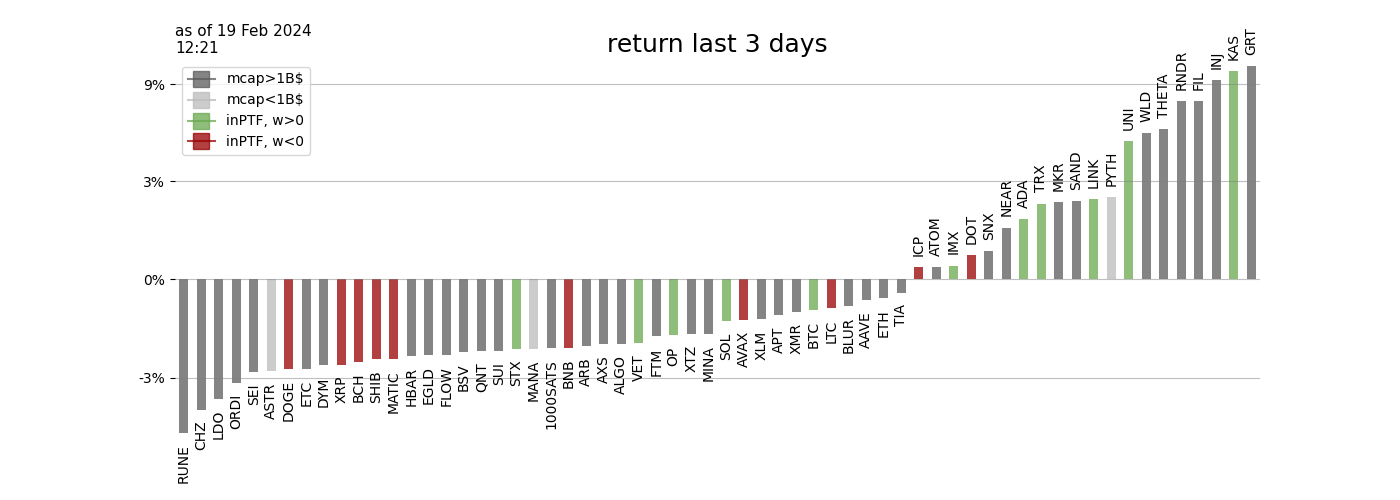 as of 19 Feb 2024
12:21
return last 3 days
mcap>1B$
mcap<1B$
inPTF, w>0
inPTF, w<0
9%
3%
0%
-3%
RUNE
CHZ
LDO
ORDI
SEI
ASTR
DOGE
ETC
DYM
XRP
BCH
SHIB
MATIC
HBAR
EGLD
FLOW
BSV
QNT
SUI
STX
MANA
1000SATS
BNB
ARB
AXS
ALGO
VET
FTM
OP
XTZ
MINA
SOL
AVAX
XLM
APT
XMR
BTC
LTC
BLUR
AAVE
ETH
TIA
ICP
ATOM
IMX
DOT
SNX
NEAR
ADA
TRX
MKR
SAND
LINK
PYTH
UNI
WLD
THETA
RNDR
FIL
INJ
KAS
GRT